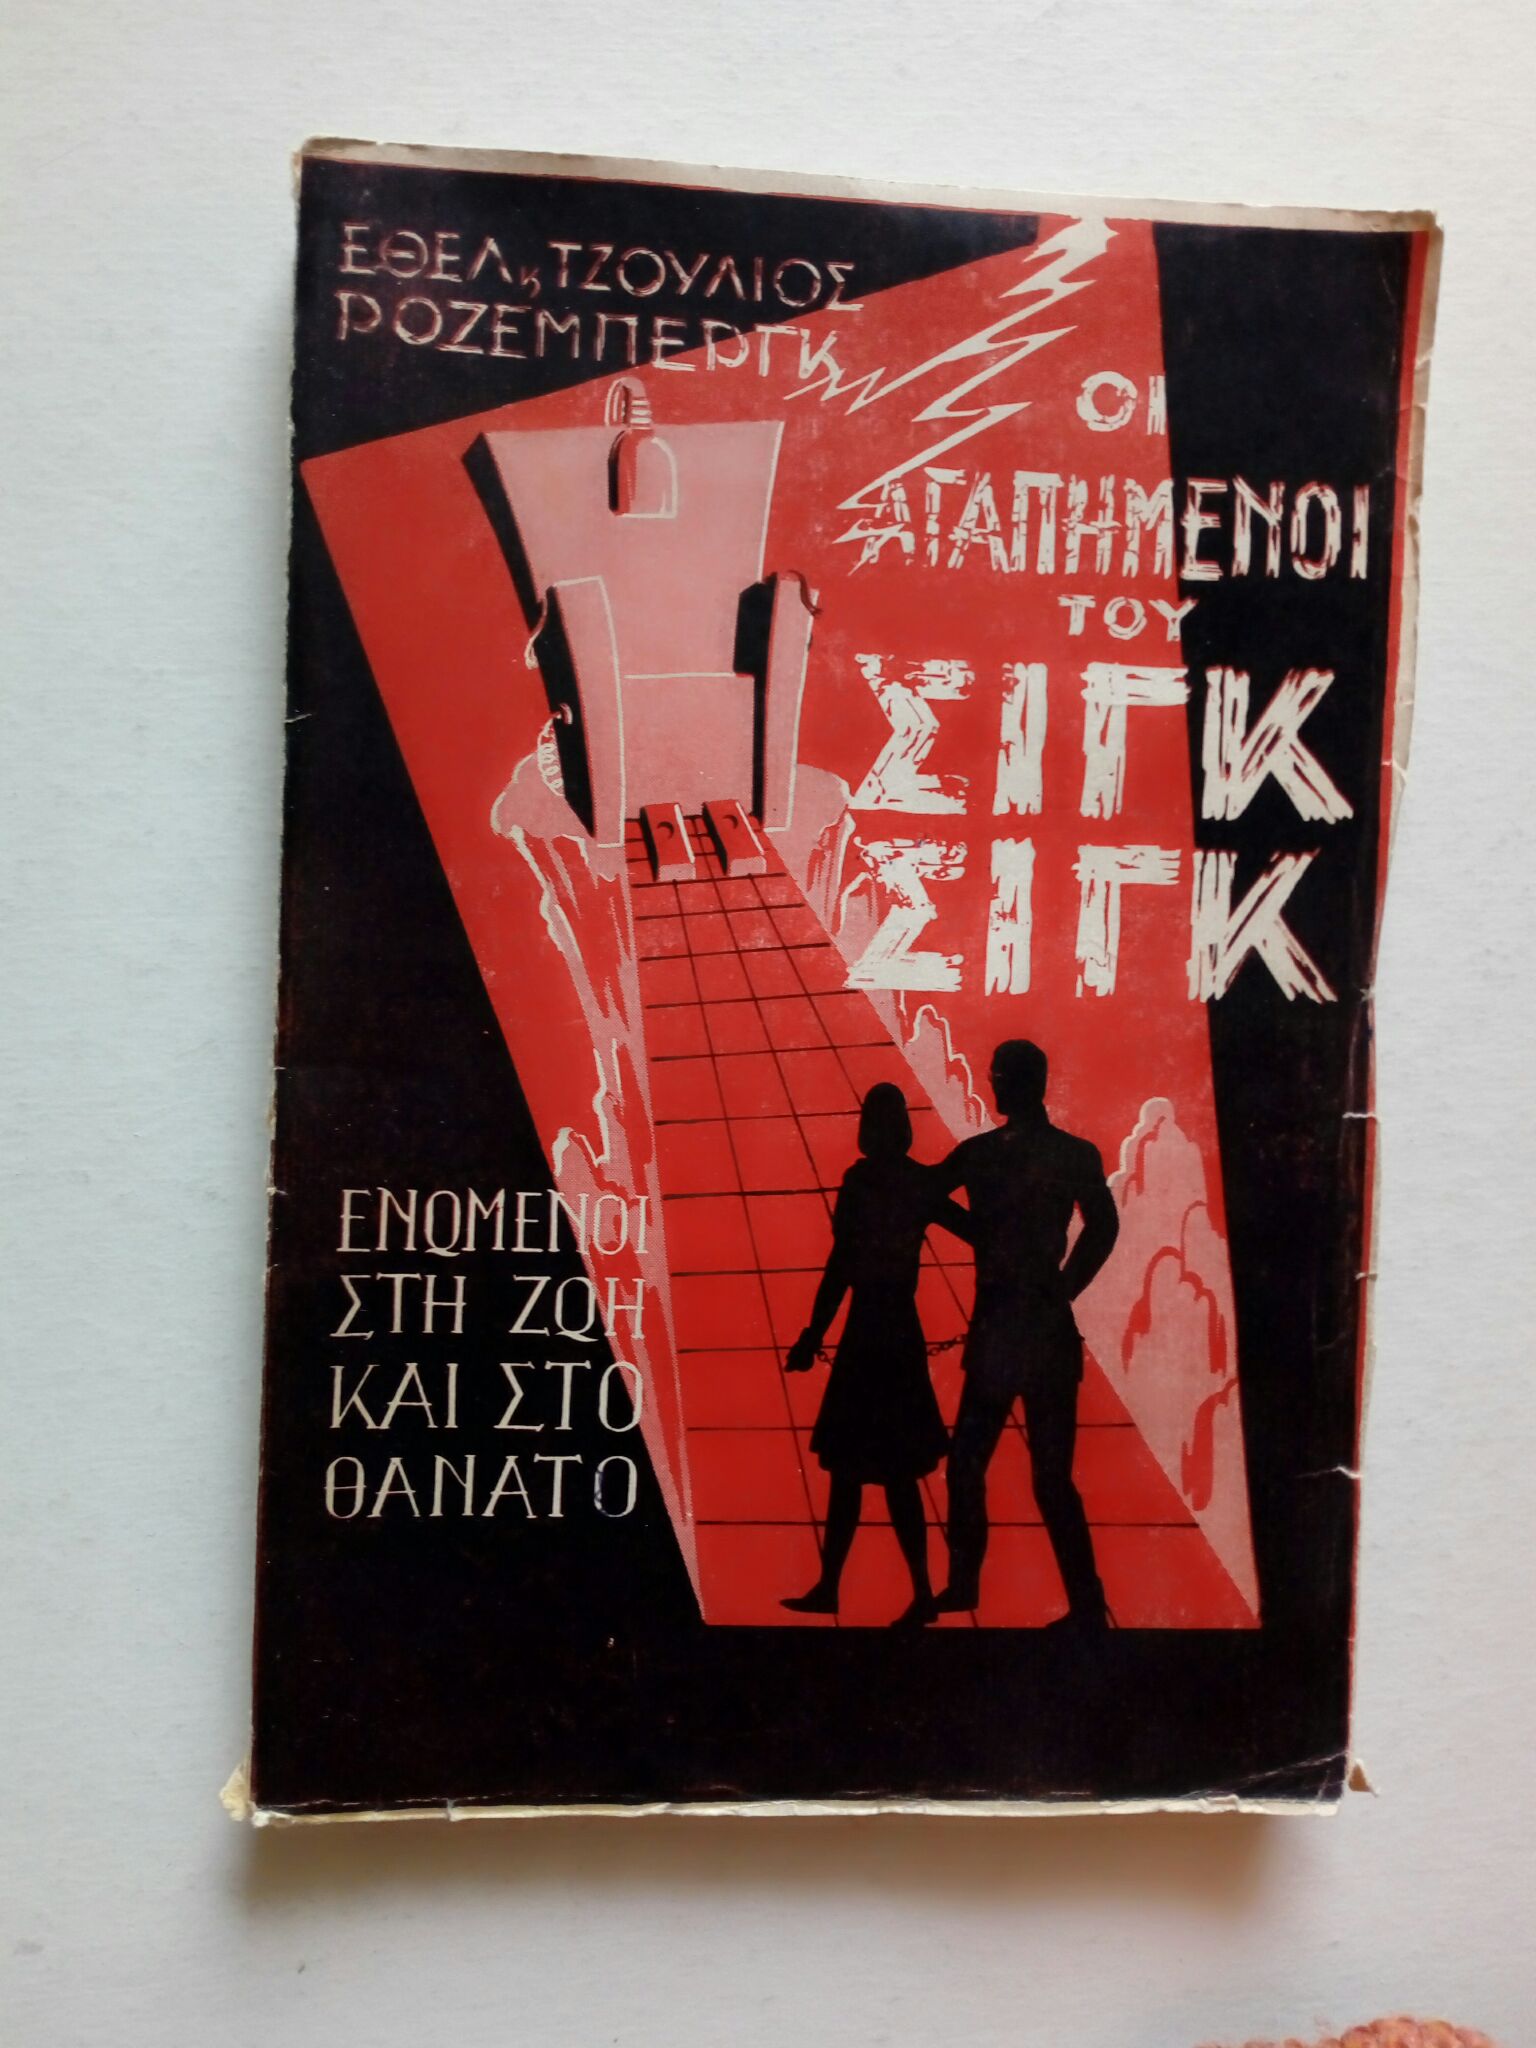 ΕΘΕΛ κ ΤΖΟΥΛΙΟΣ
ΡΟΖΕΜΠΕΡΓΚ
ΟΙ
ΑΓΑΠΗΜΕΝΟΙ
ΤΟΥ
ΣΙΓΚ
ΣΙΓΚ
ΕΝΩΜΕΝΟΙ
ΣΤΗ ΖΩΗ
ΚΑΙ ΣΤΟ
ΘΑΝΑΤΟ